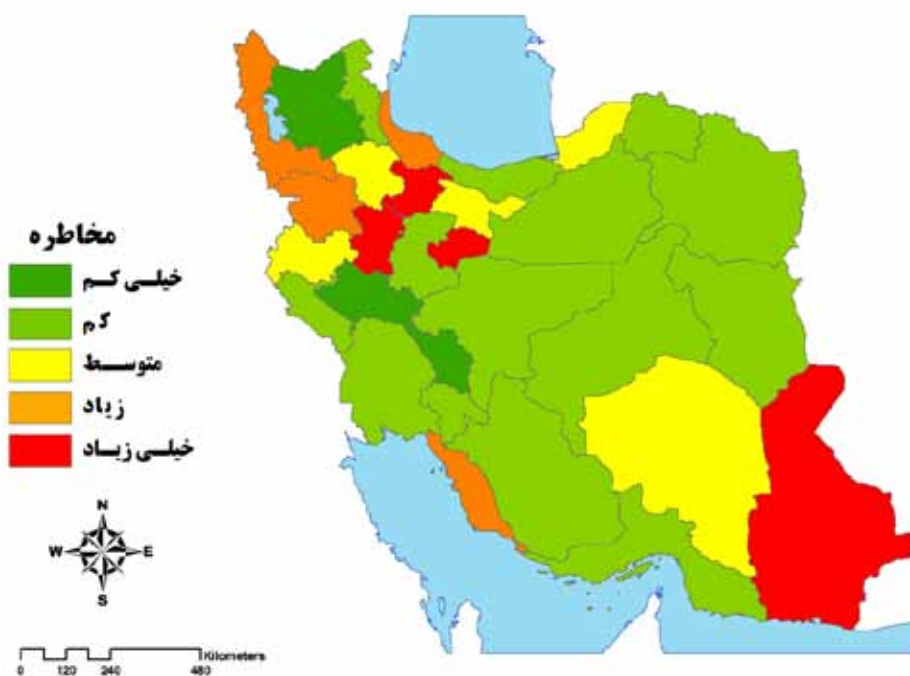 مخاطره
خیلی کم
کم
متوسط
زیاد
خیلی زیاد
N
W E
S
Kilometers
0 120 240 480